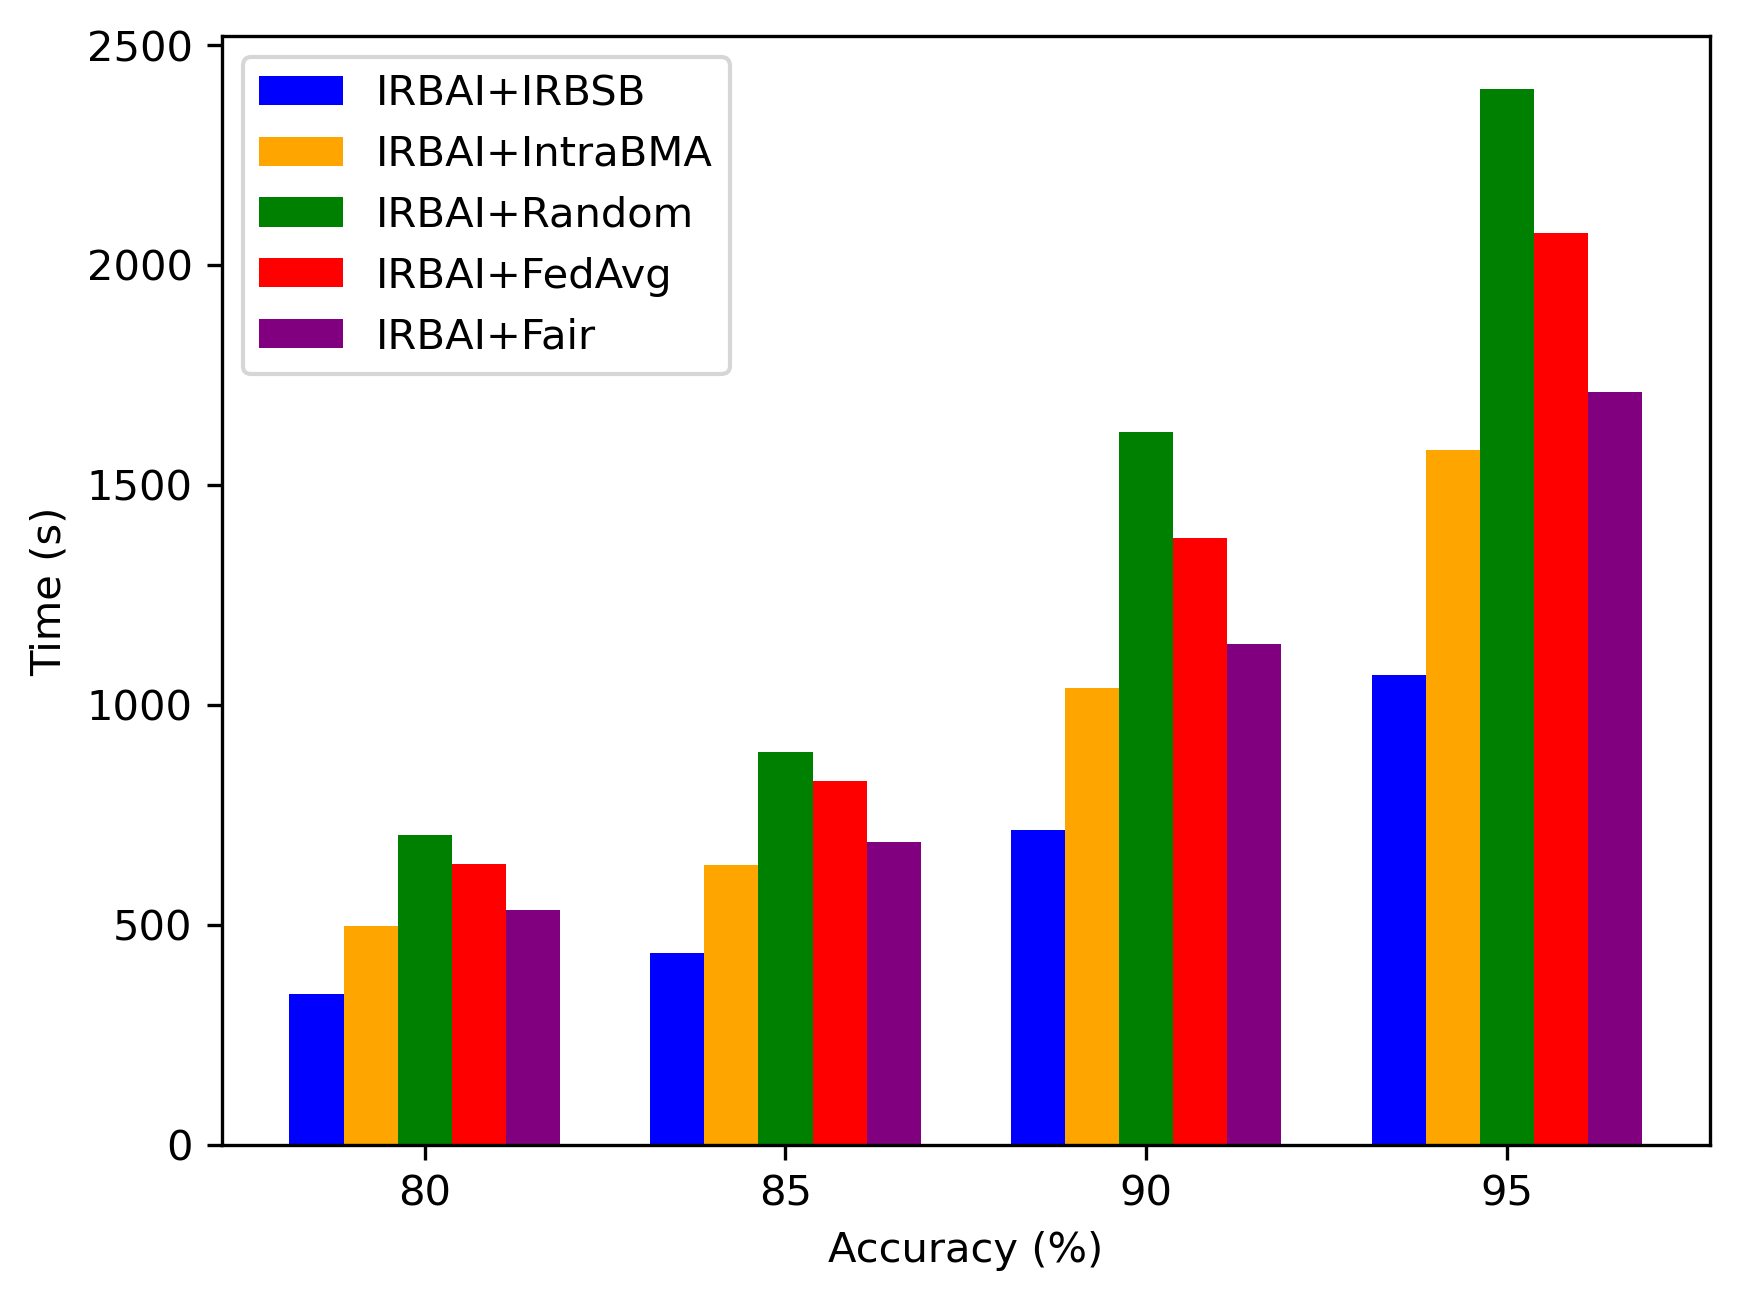 2500
2000
1500
1000
500
0
Time (s)
IRBAI+IRBSB
IRBAI+IntraBMA
IRBAI+Random
IRBAI+FedAvg
IRBAI+Fair
80 85 90 95
Accuracy (%)